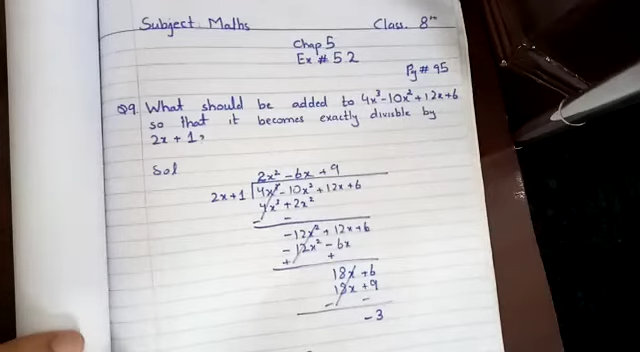 Subject Maths Class. 8th
Chap 5
Ex # 5.2
Pg # 95
Q9. What should be added to 4x³-10x²+12x+6
so that it becomes exactly divisible by
2x + 1,
Sol
2x² - 6x + 9
2x+1 4x³ - 10x² + 12x + 6
4x³ + 2x²
- -
-12x² + 12x + 6
- 12x² - 6x
+ +
18x + 6
18x + 9
- -
-3